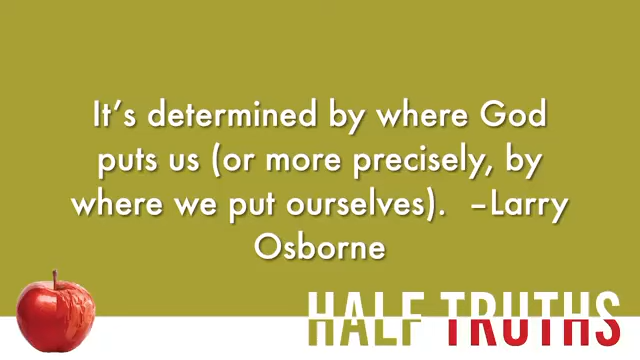 It’s determined by where God
puts us (or more precisely, by
where we put ourselves).  –Larry
Osborne
HALF TRUTHS